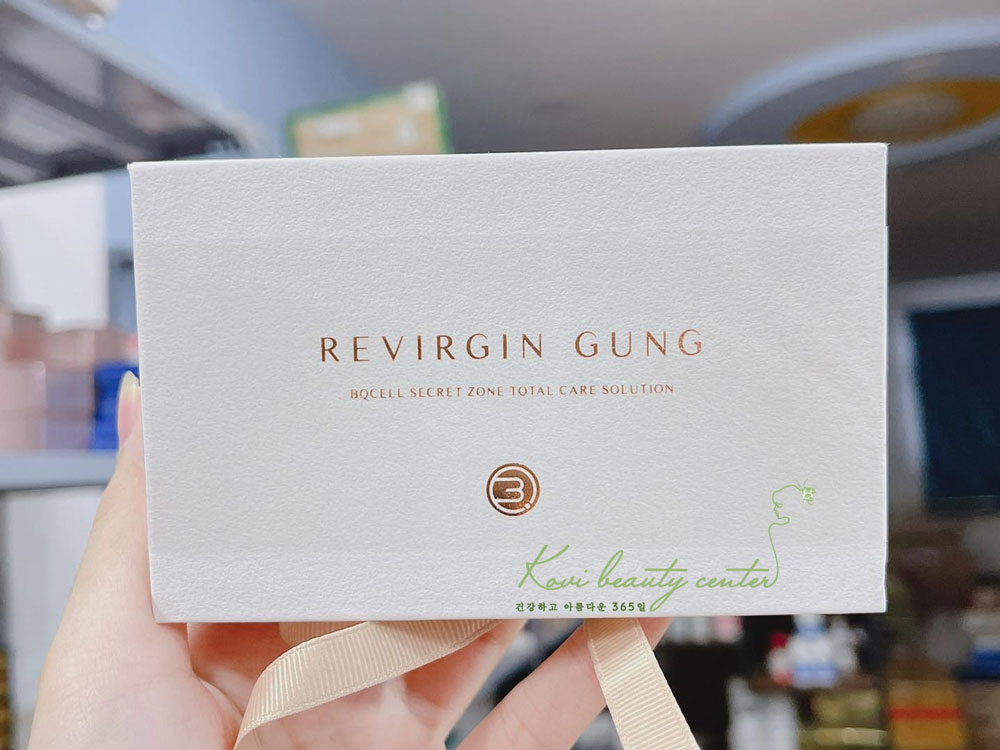 REVIRGIN GUNG
BQCELL SECRET ZONE TOTAL CARE SOLUTION
Kovi beauty center
건강하고 아름다운 365일